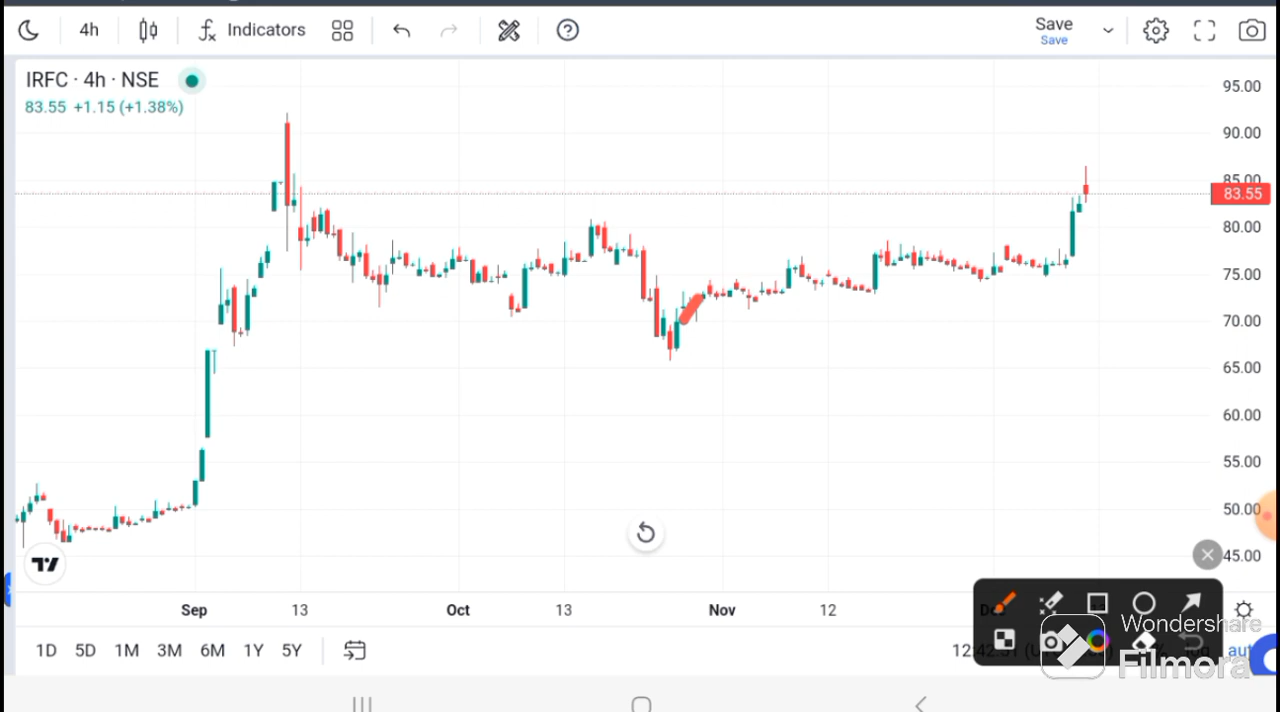 4h
Indicators
Save
Save
IRFC · 4h · NSE
83.55 +1.15 (+1.38%)
95.00
90.00
85.00
83.55
80.00
75.00
70.00
65.00
60.00
55.00
50.00
45.00
Sep 13 Oct 13 Nov 12
1D 5D 1M 3M 6M 1Y 5Y
Wondershare
Filmora